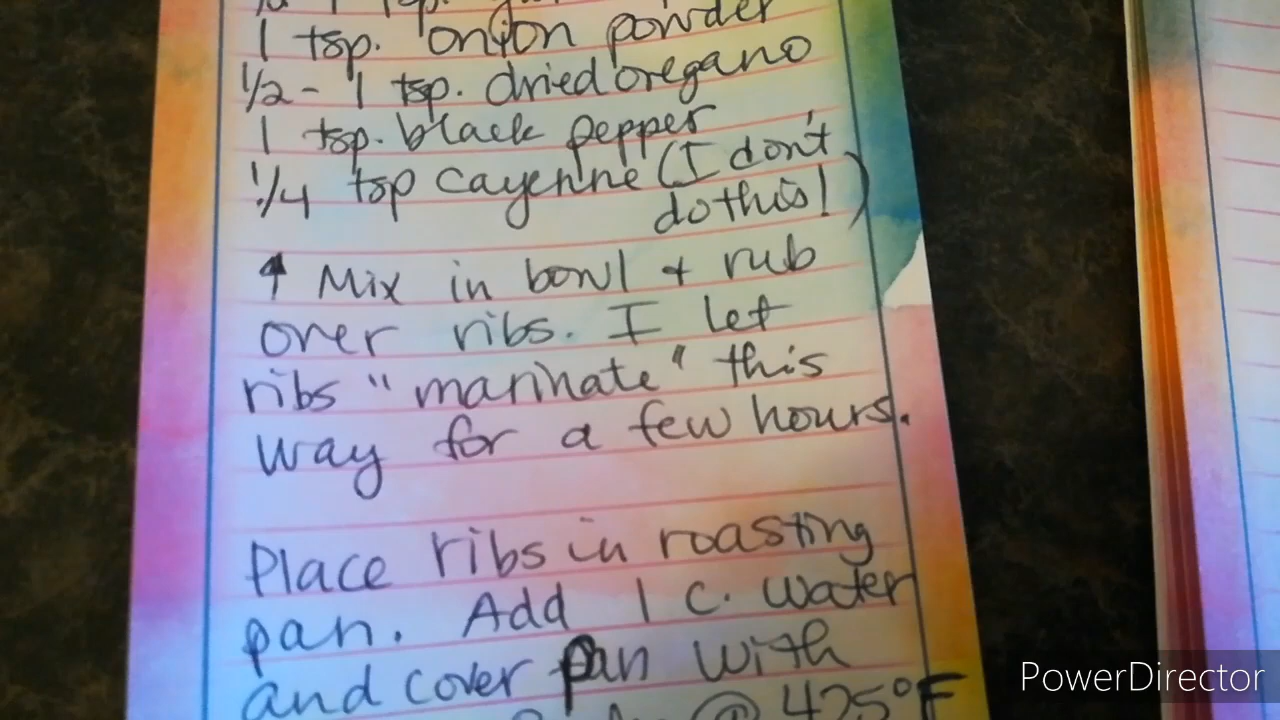 1 tsp. onion powder
1/2 - 1 tsp. dried oregano
1 tsp. black pepper
1/4 tsp cayenne (I don't
do this!)
Mix in bowl + rub
over ribs. I let
ribs "marinate" this
way for a few hours.
Place ribs in roasting
pan. Add 1 c. water
and cover pan with
@ 425°F
PowerDirector